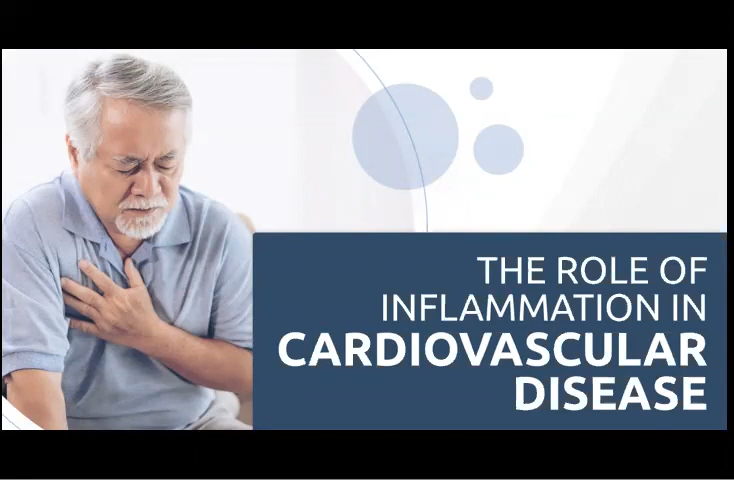 THE ROLE OF
INFLAMMATION IN
CARDIOVASCULAR
DISEASE